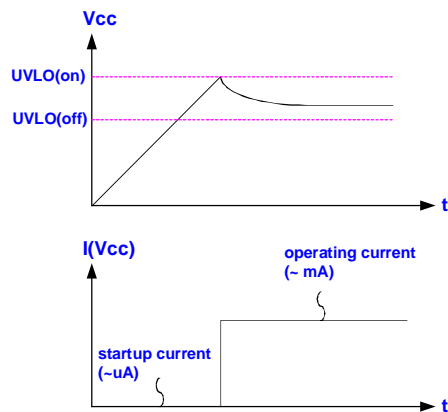 Vcc
UVLO(on)
UVLO(off)
t
I(Vcc)
operating current
(~ mA)
startup current
(~uA)
t